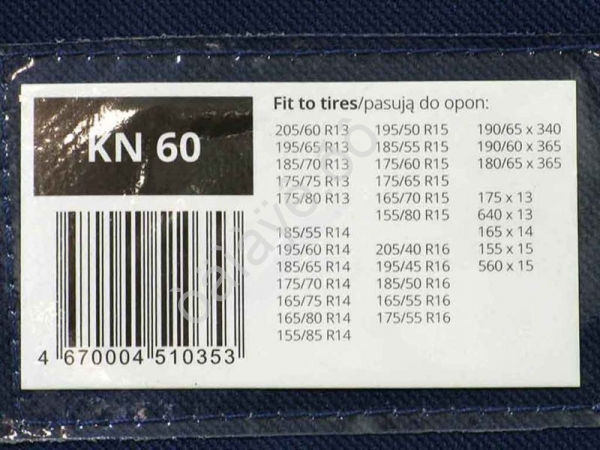 KN 60
4 670004 510353
Fit to tires/pasują do opon:
205/60 R13
195/65 R13
185/70 R13
175/75 R13
175/80 R13
185/55 R14
195/60 R14
185/65 R14
175/70 R14
165/75 R14
165/80 R14
155/85 R14
195/50 R15
185/55 R15
175/60 R15
175/65 R15
165/70 R15
155/80 R15
205/40 R16
195/45 R16
185/50 R16
165/55 R16
175/55 R16
190/65 x 340
190/60 x 365
180/65 x 365
175 x 13
640 x 13
165 x 14
155 x 15
560 x 15